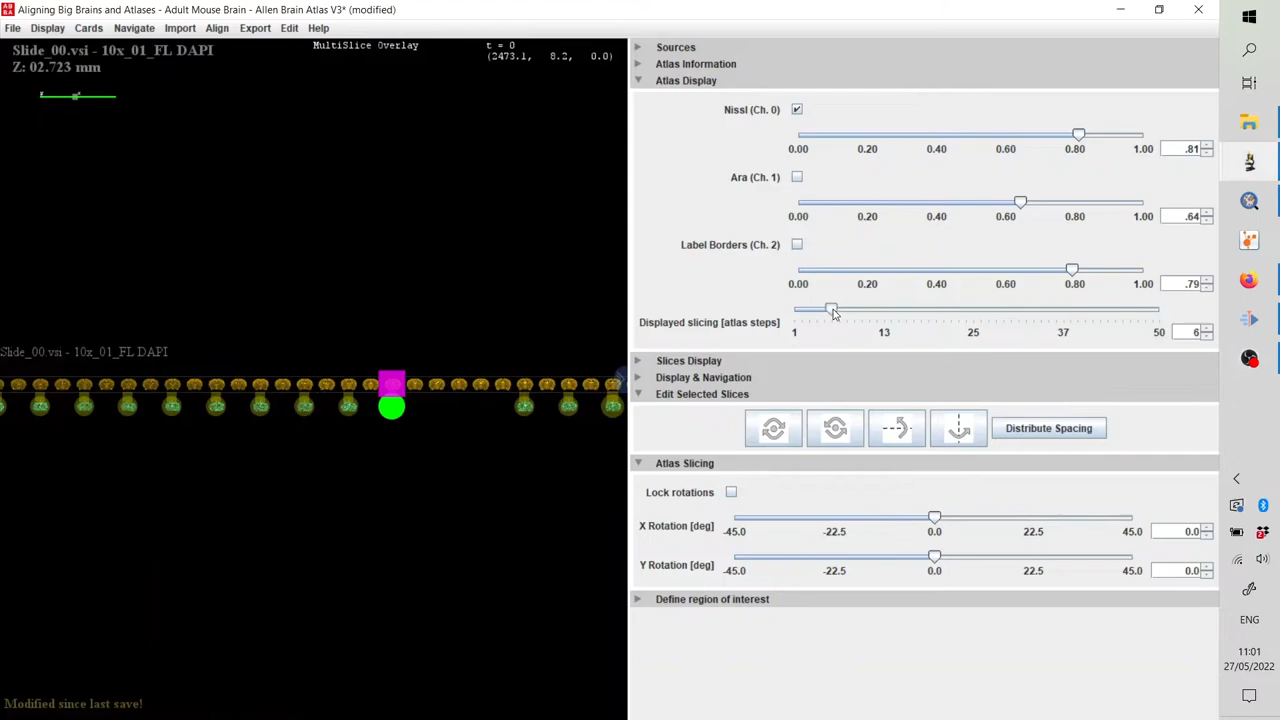 Aligning Big Brains and Atlases - Adult Mouse Brain - Allen Brain Atlas V3* (modified)
File Display Cards Navigate Import Align Export Edit Help
Slide_00.vsi - 10x_01_FL DAPI
Z: 02.723 mm
MultiSlice Overlay
t = 0
(2473.1, 8.2, 0.0)
Slide_00.vsi - 10x_01_FL DAPI
Modified since last save!
Sources
Atlas Information
Atlas Display
Nissl (Ch. 0)
0.00 0.20 0.40 0.60 0.80 1.00 .81
Ara (Ch. 1)
0.00 0.20 0.40 0.60 0.80 1.00 .64
Label Borders (Ch. 2)
0.00 0.20 0.40 0.60 0.80 1.00 .79
Displayed slicing [atlas steps]
1 13 25 37 50 6
Slices Display
Display & Navigation
Edit Selected Slices
Distribute Spacing
Atlas Slicing
Lock rotations
X Rotation [deg]
-45.0 -22.5 0.0 22.5 45.0 0.0
Y Rotation [deg]
-45.0 -22.5 0.0 22.5 45.0 0.0
Define region of interest
ENG
11:01
27/05/2022